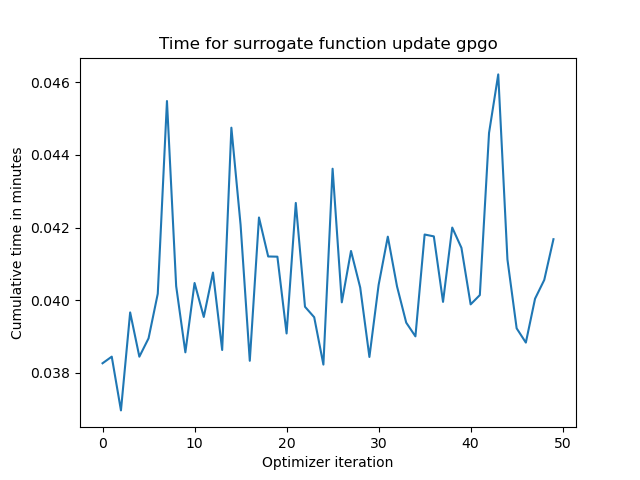 Time for surrogate function update gpgo
0.046
0.044
0.042
0.040
0.038
Cumulative time in minutes
0 10 20 30 40 50
Optimizer iteration